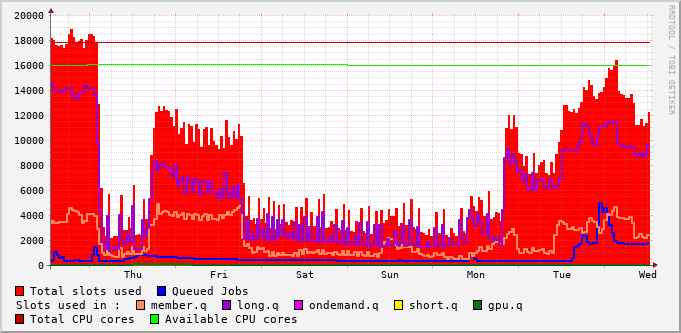 20000
18000
16000
14000
12000
10000
8000
6000
4000
2000
0
Thu Fri Sat Sun Mon Tue Wed
RRDTOOL / TOBI OETIKER
Total slots used Queued Jobs
Slots used in : member.q long.q ondemand.q short.q gpu.q
Total CPU cores Available CPU cores